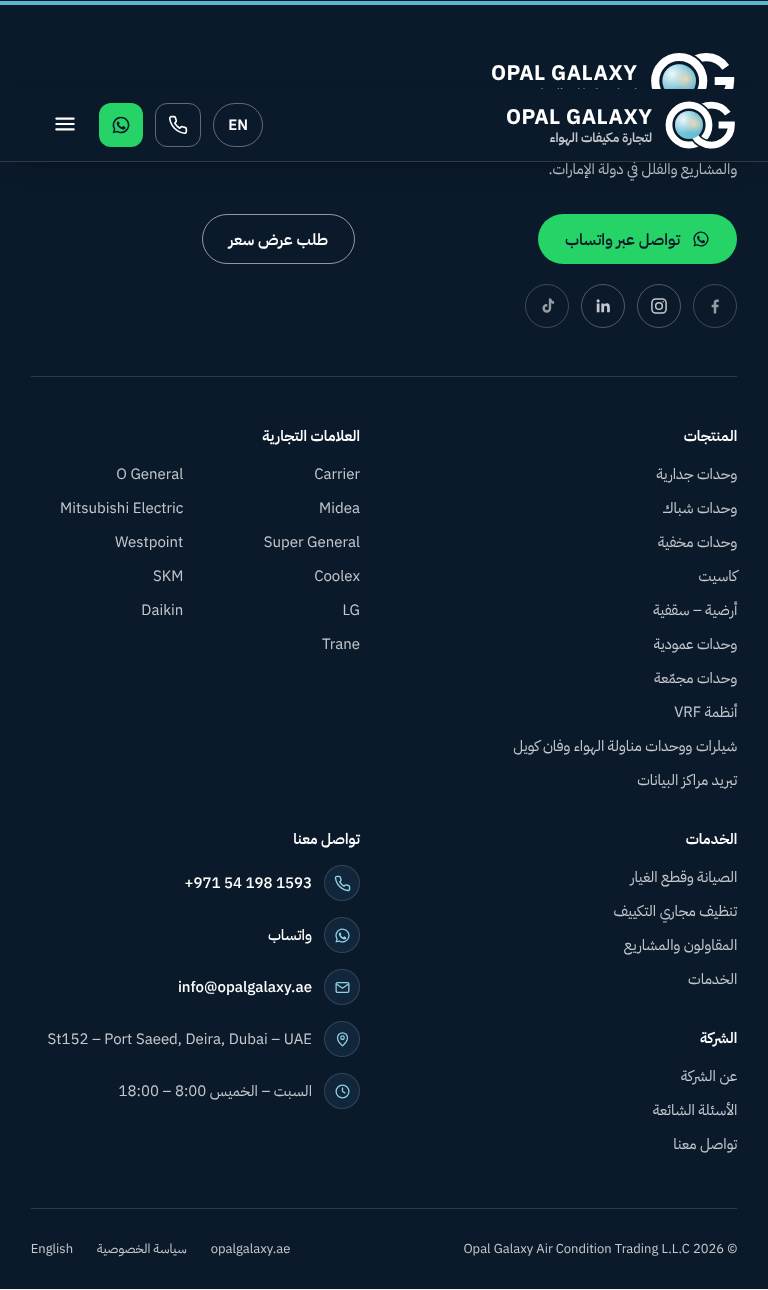 OPAL GALAXY
OPAL GALAXY
لتجارة مكيفات الهواء
EN
والمشاريع والفلل في دولة الإمارات.
تواصل عبر واتساب
طلب عرض سعر
المنتجات
وحدات جدارية
وحدات شباك
وحدات مخفية
كاسيت
أرضية – سقفية
وحدات عمودية
وحدات مجمّعة
أنظمة VRF
شيلرات ووحدات مناولة الهواء وفان كويل
تبريد مراكز البيانات
العلامات التجارية
Carrier
O General
Midea
Mitsubishi Electric
Super General
Westpoint
Coolex
SKM
LG
Daikin
Trane
الخدمات
الصيانة وقطع الغيار
تنظيف مجاري التكييف
المقاولون والمشاريع
الخدمات
الشركة
عن الشركة
الأسئلة الشائعة
تواصل معنا
تواصل معنا
+971 54 198 1593
واتساب
info@opalgalaxy.ae
St152 – Port Saeed, Deira, Dubai – UAE
السبت – الخميس 8:00 – 18:00
© 2026 Opal Galaxy Air Condition Trading L.L.C
opalgalaxy.ae
سياسة الخصوصية
English